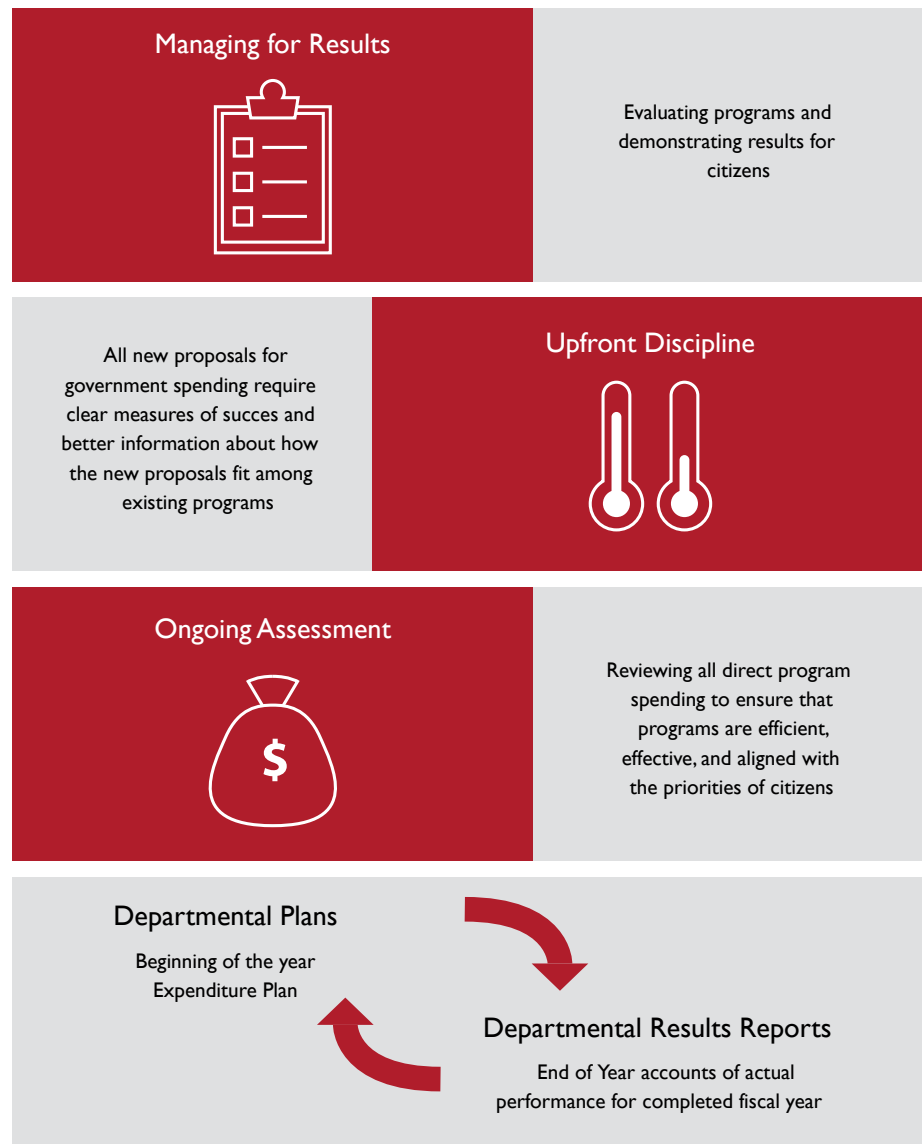 Managing for Results
Evaluating programs and
demonstrating results for
citizens
All new proposals for
government spending require
clear measures of succes and
better information about how
the new proposals fit among
existing programs
Upfront Discipline
Ongoing Assessment
$
Reviewing all direct program
spending to ensure that
programs are efficient,
effective, and aligned with
the priorities of citizens
Departmental Plans
Beginning of the year
Expenditure Plan
Departmental Results Reports
End of Year accounts of actual
performance for completed fiscal year